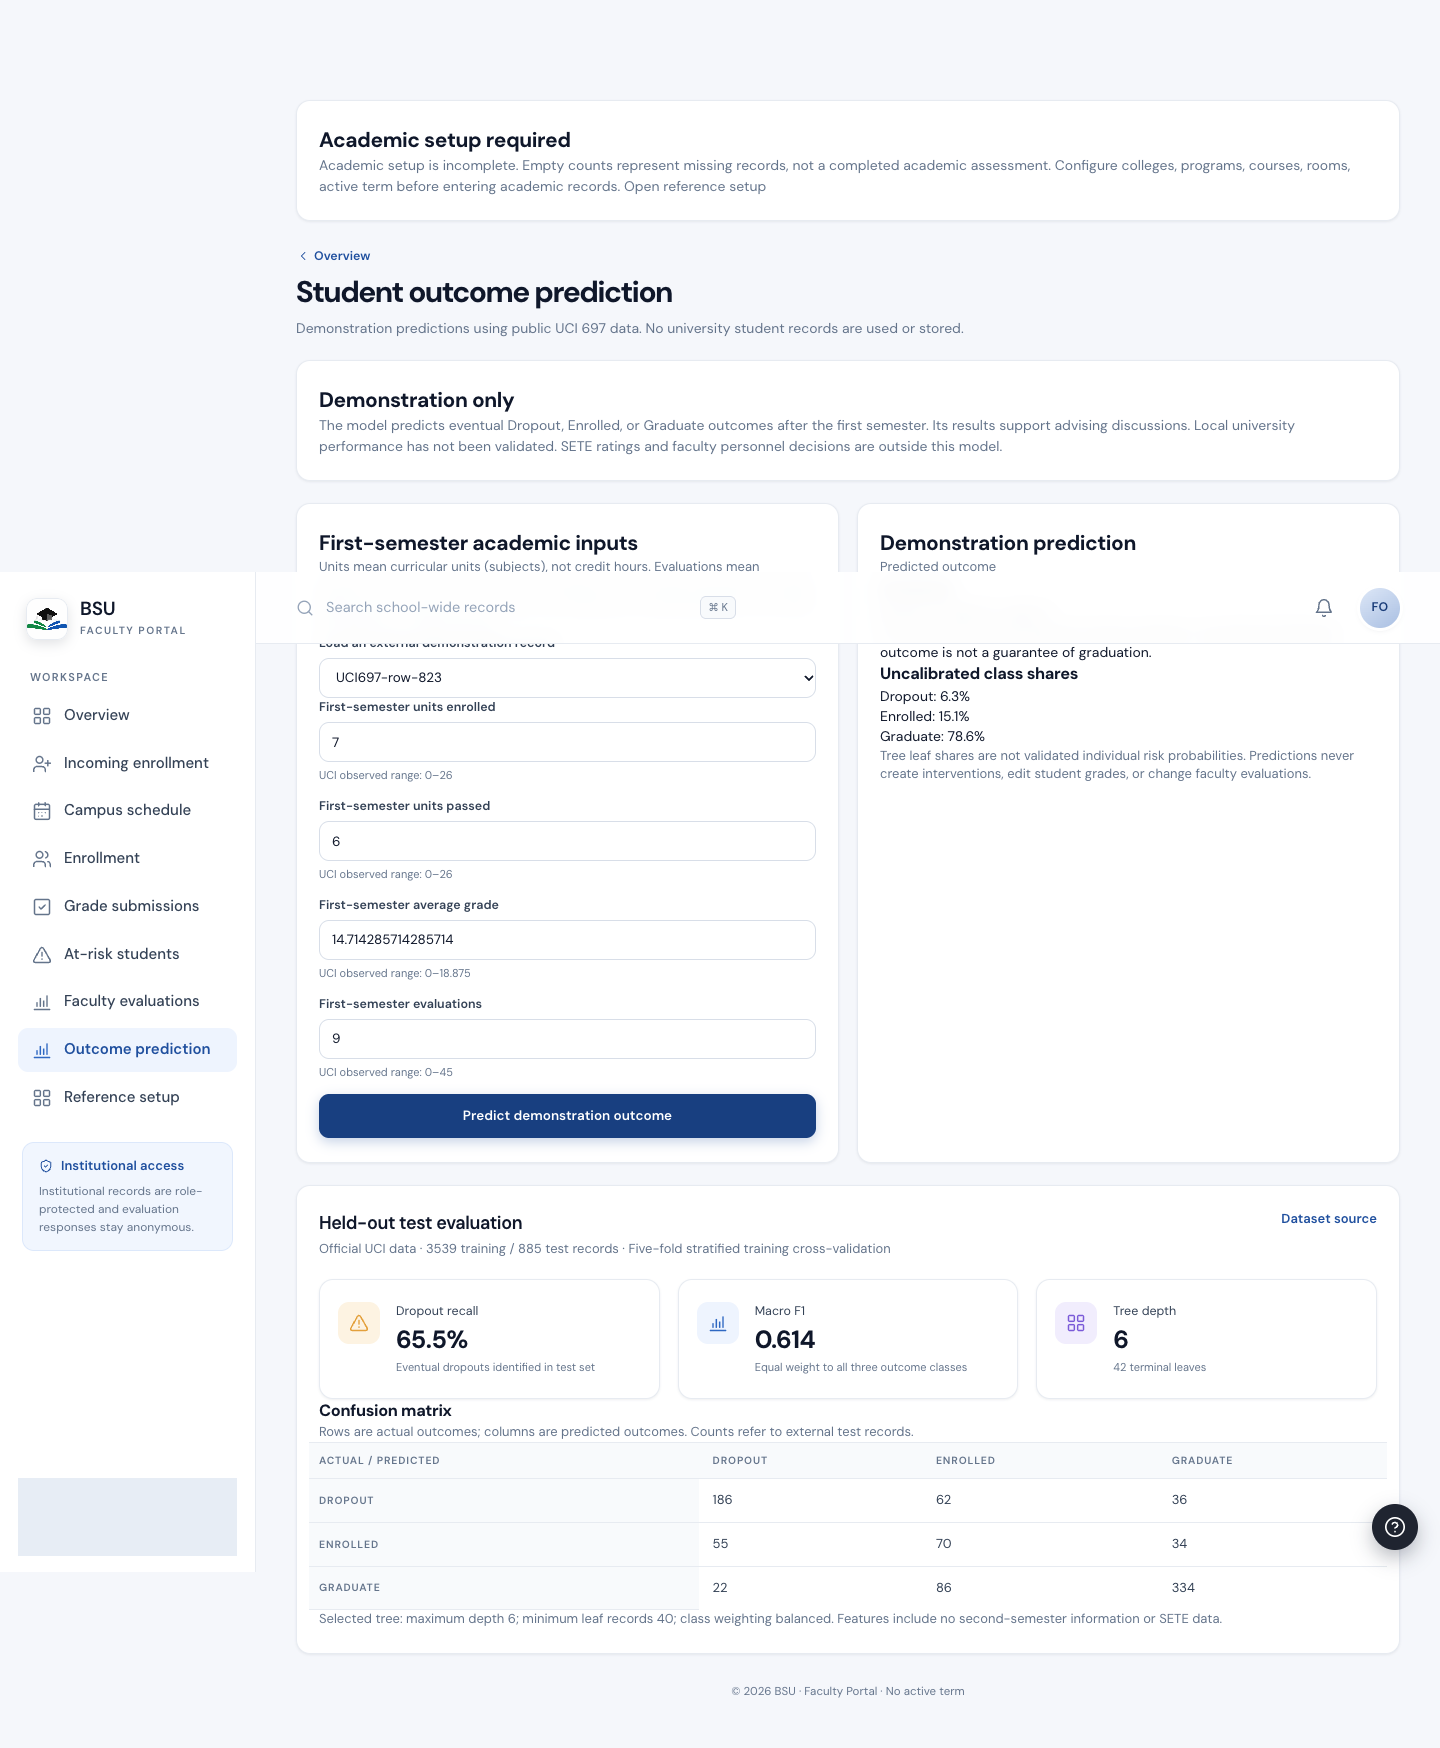 Academic setup required
Academic setup is incomplete. Empty counts represent missing records, not a completed academic assessment. Configure colleges, programs, courses, rooms,
active term before entering academic records. Open reference setup
Overview
Student outcome prediction
Demonstration predictions using public UCI 697 data. No university student records are used or stored.
Demonstration only
The model predicts eventual Dropout, Enrolled, or Graduate outcomes after the first semester. Its results support advising discussions. Local university
performance has not been validated. SETE ratings and faculty personnel decisions are outside this model.
BSU
FACULTY PORTAL
WORKSPACE
Overview
Incoming enrollment
Campus schedule
Enrollment
Grade submissions
At-risk students
Faculty evaluations
Outcome prediction
Reference setup
Institutional access
Institutional records are role-
protected and evaluation
responses stay anonymous.
Search school-wide records
⌘ K
FO
First-semester academic inputs
Units mean curricular units (subjects), not credit hours. Evaluations mean
Load an external demonstration record
UCI697-row-823
First-semester units enrolled
7
UCI observed range: 0–26
First-semester units passed
6
UCI observed range: 0–26
First-semester average grade
14.714285714285714
UCI observed range: 0–18.875
First-semester evaluations
9
UCI observed range: 0–45
Predict demonstration outcome
Demonstration prediction
Predicted outcome
outcome is not a guarantee of graduation.
Uncalibrated class shares
Dropout: 6.3%
Enrolled: 15.1%
Graduate: 78.6%
Tree leaf shares are not validated individual risk probabilities. Predictions never
create interventions, edit student grades, or change faculty evaluations.
Held-out test evaluation
Dataset source
Official UCI data · 3539 training / 885 test records · Five-fold stratified training cross-validation
Dropout recall
65.5%
Eventual dropouts identified in test set
Macro F1
0.614
Equal weight to all three outcome classes
Tree depth
6
42 terminal leaves
Confusion matrix
Rows are actual outcomes; columns are predicted outcomes. Counts refer to external test records.
ACTUAL / PREDICTED DROPOUT ENROLLED GRADUATE
DROPOUT 186 62 36
ENROLLED 55 70 34
GRADUATE 22 86 334
Selected tree: maximum depth 6; minimum leaf records 40; class weighting balanced. Features include no second-semester information or SETE data.
© 2026 BSU · Faculty Portal · No active term